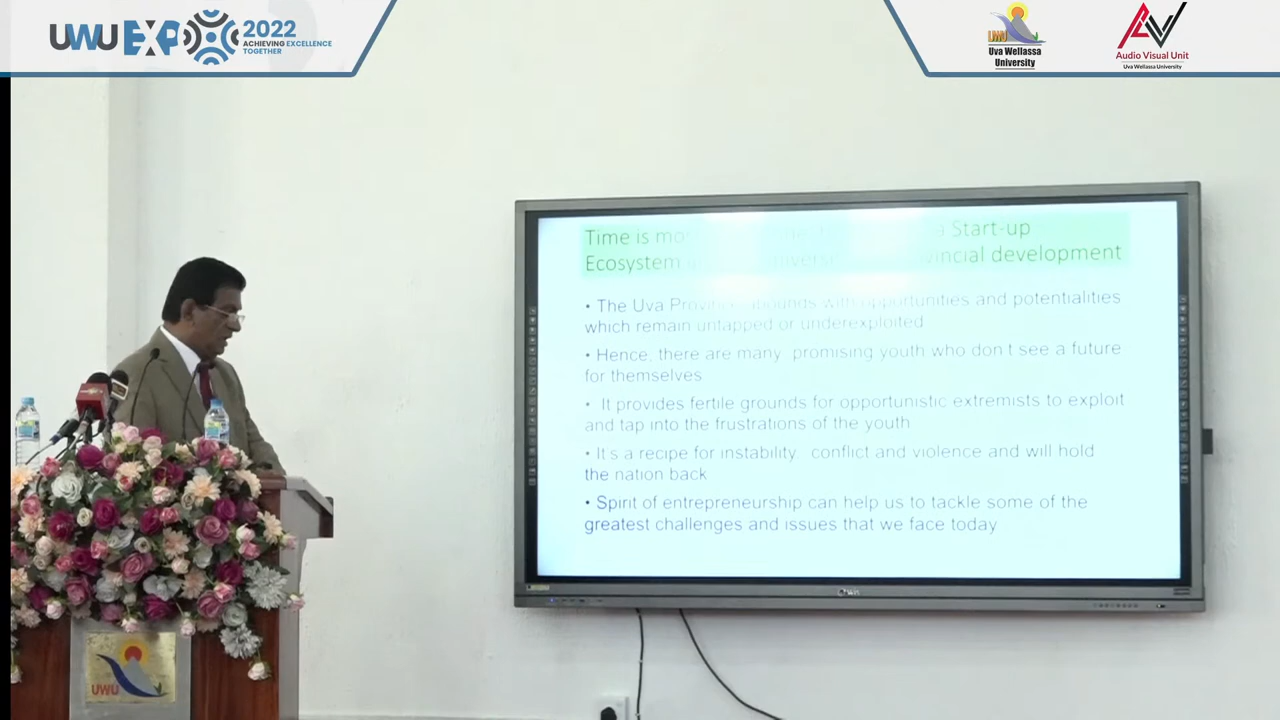 UWU EXPO 2022
ACHIEVING EXCELLENCE
TOGETHER
UWU
Uva Wellassa
University
AV
Audio Visual Unit
Uva Wellassa University
Time is a Start-up
Ecosystem development
• The Uva Province abounds with opportunities and potentialities
which remain untapped or underexploited
• Hence, there are many promising youth who don't see a future
for themselves
• It provides fertile grounds for opportunistic extremists to exploit
and tap into the frustrations of the youth
• It's a recipe for instability, conflict and violence and will hold
the nation back
• Spirit of entrepreneurship can help us to tackle some of the
greatest challenges and issues that we face today
UWU